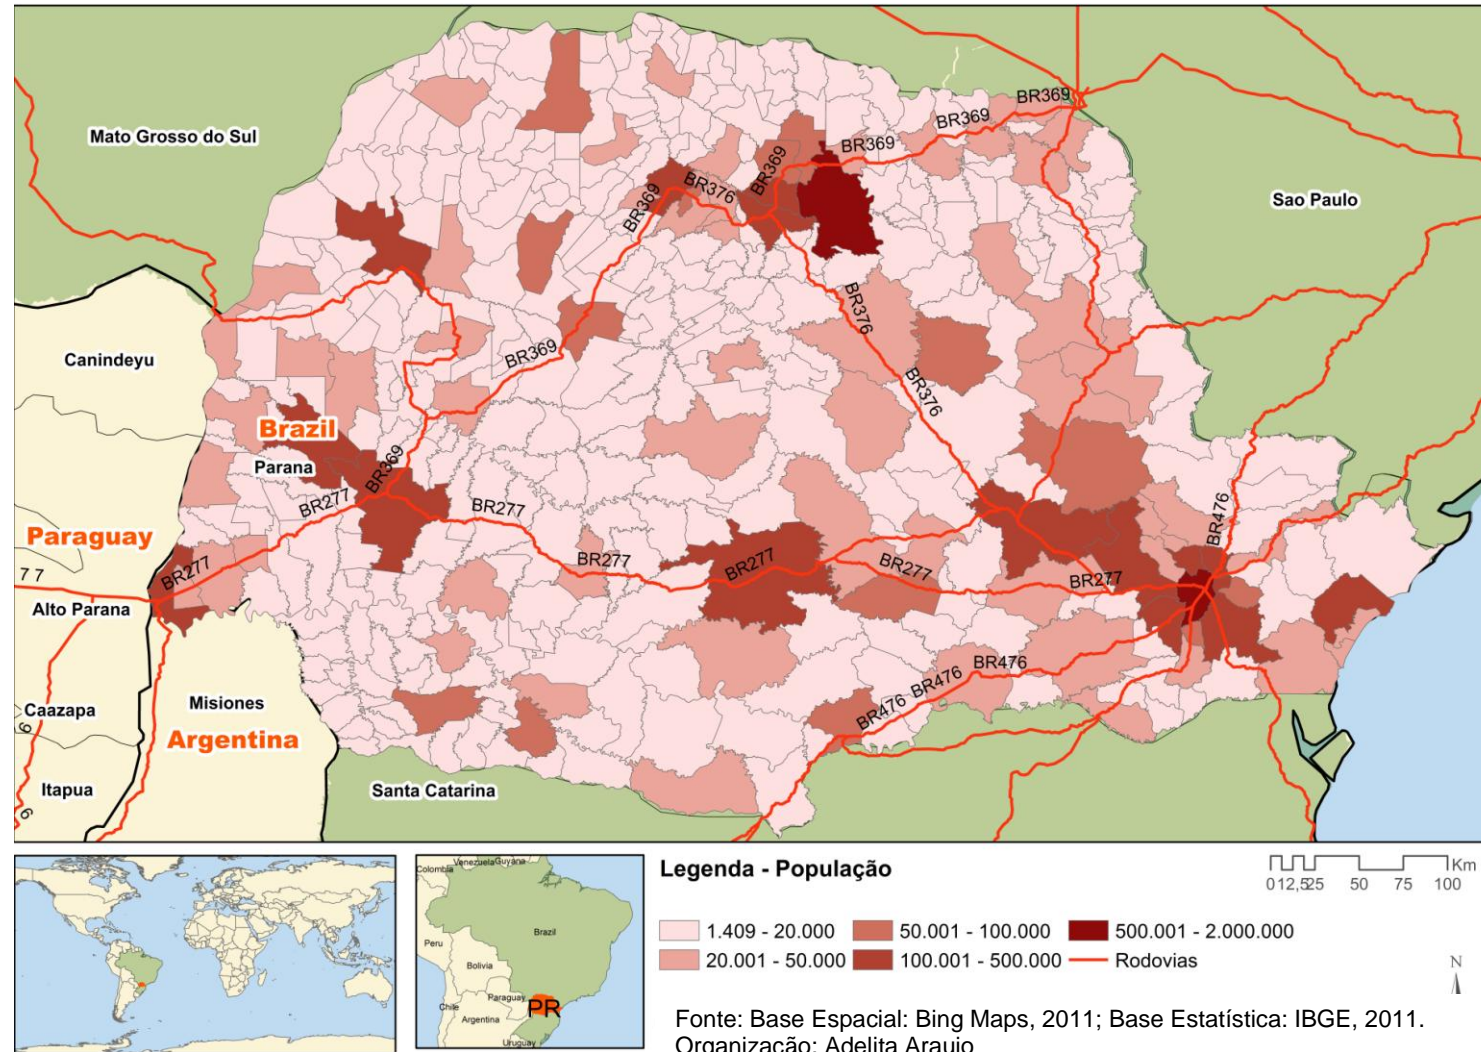 Mato Grosso do Sul
Sao Paulo
BR369
BR369
BR369
BR369
BR376
BR369
BR376
BR369
BR376
BR369
Canindeyu
Brazil
Parana
BR369
BR277
BR277
BR277
BR277
BR277
BR277
BR277
BR476
Paraguay
7 7
Alto Parana
Misiones
Argentina
Caazapa
6
Itapua
6
BR476
BR476
BR476
Santa Catarina
Colombia
Venezuela
Guyana
Brazil
Peru
Bolivia
Paraguay
Chile
PR
Argentina
Uruguay
Legenda - População
Km
0 12,5 25 50 75 100
1.409 - 20.000
50.001 - 100.000
500.001 - 2.000.000
20.001 - 50.000
100.001 - 500.000
Rodovias
N
Fonte: Base Espacial: Bing Maps, 2011; Base Estatística: IBGE, 2011.
Organização: Adelita Araujo